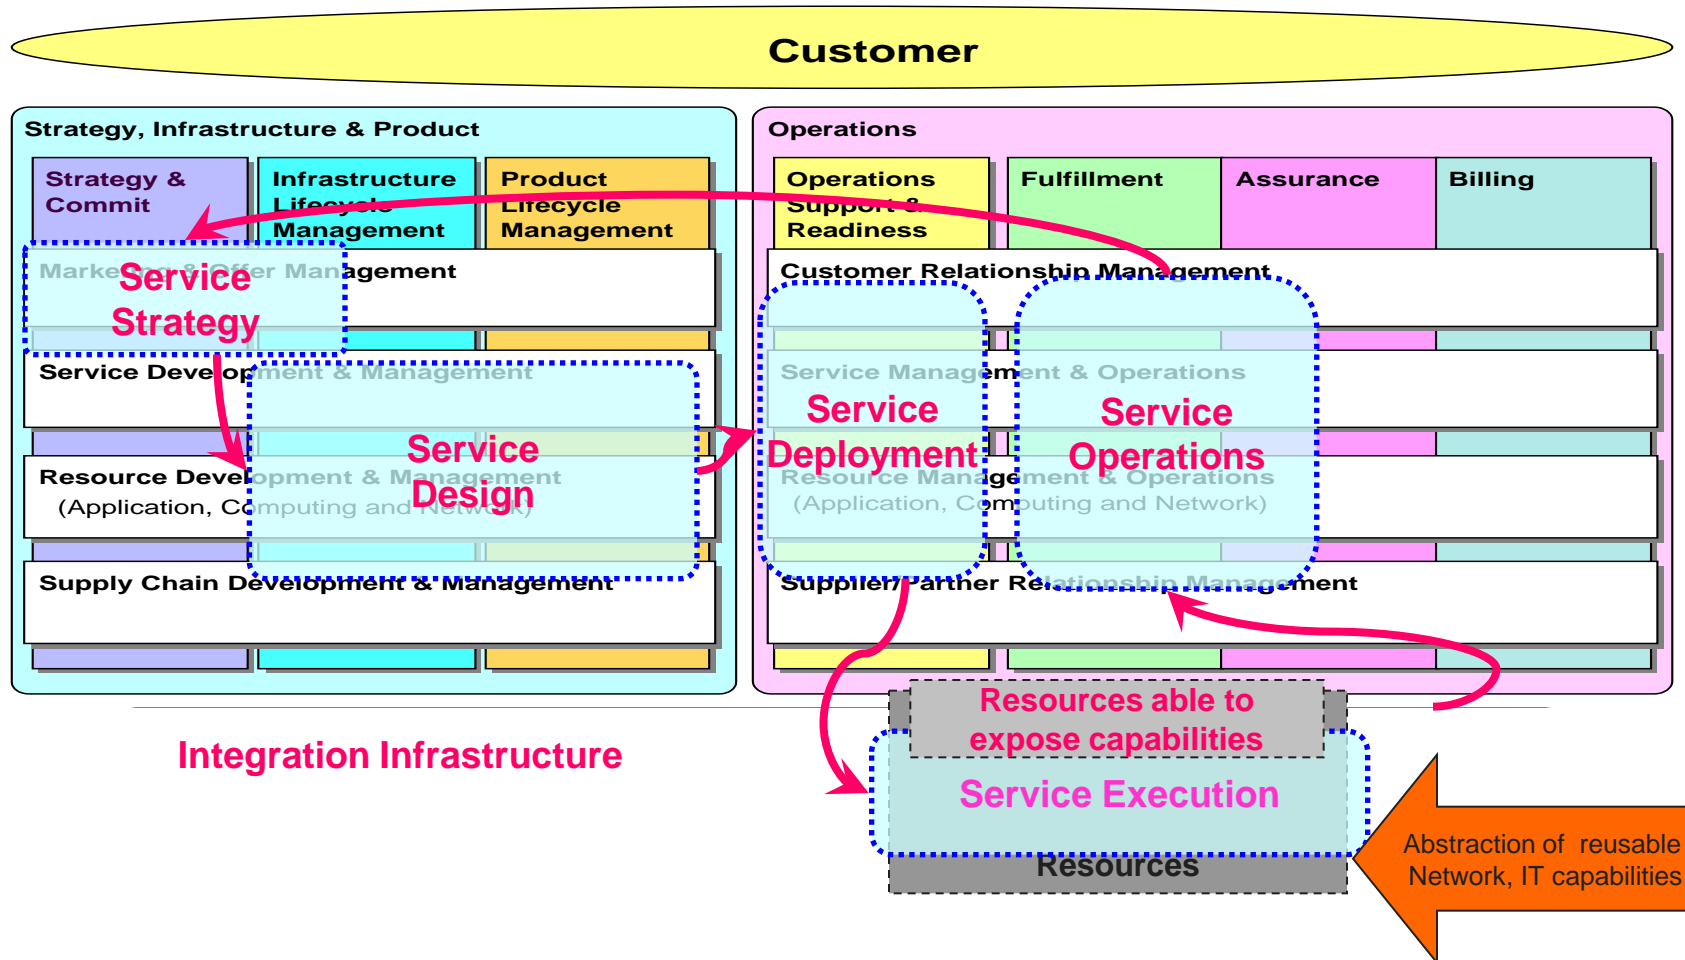 Customer
Strategy, Infrastructure & Product
Strategy &
Commit
Infrastructure
Lifecycle
Management
Product
Lifecycle
Management
Marketing & Offer Management
Service
Strategy
Service Development & Management
Service
Design
Resource Development & Management
(Application, Computing and Network)
Supply Chain Development & Management
Operations
Operations
Support &
Readiness
Fulfillment
Assurance
Billing
Customer Relationship Management
Service Management & Operations
Service
Deployment
Service
Operations
Resource Management & Operations
(Application, Computing and Network)
Supplier/Partner Relationship Management
Integration Infrastructure
Resources able to
expose capabilities
Service Execution
Resources
Abstraction of reusable
Network, IT capabilities